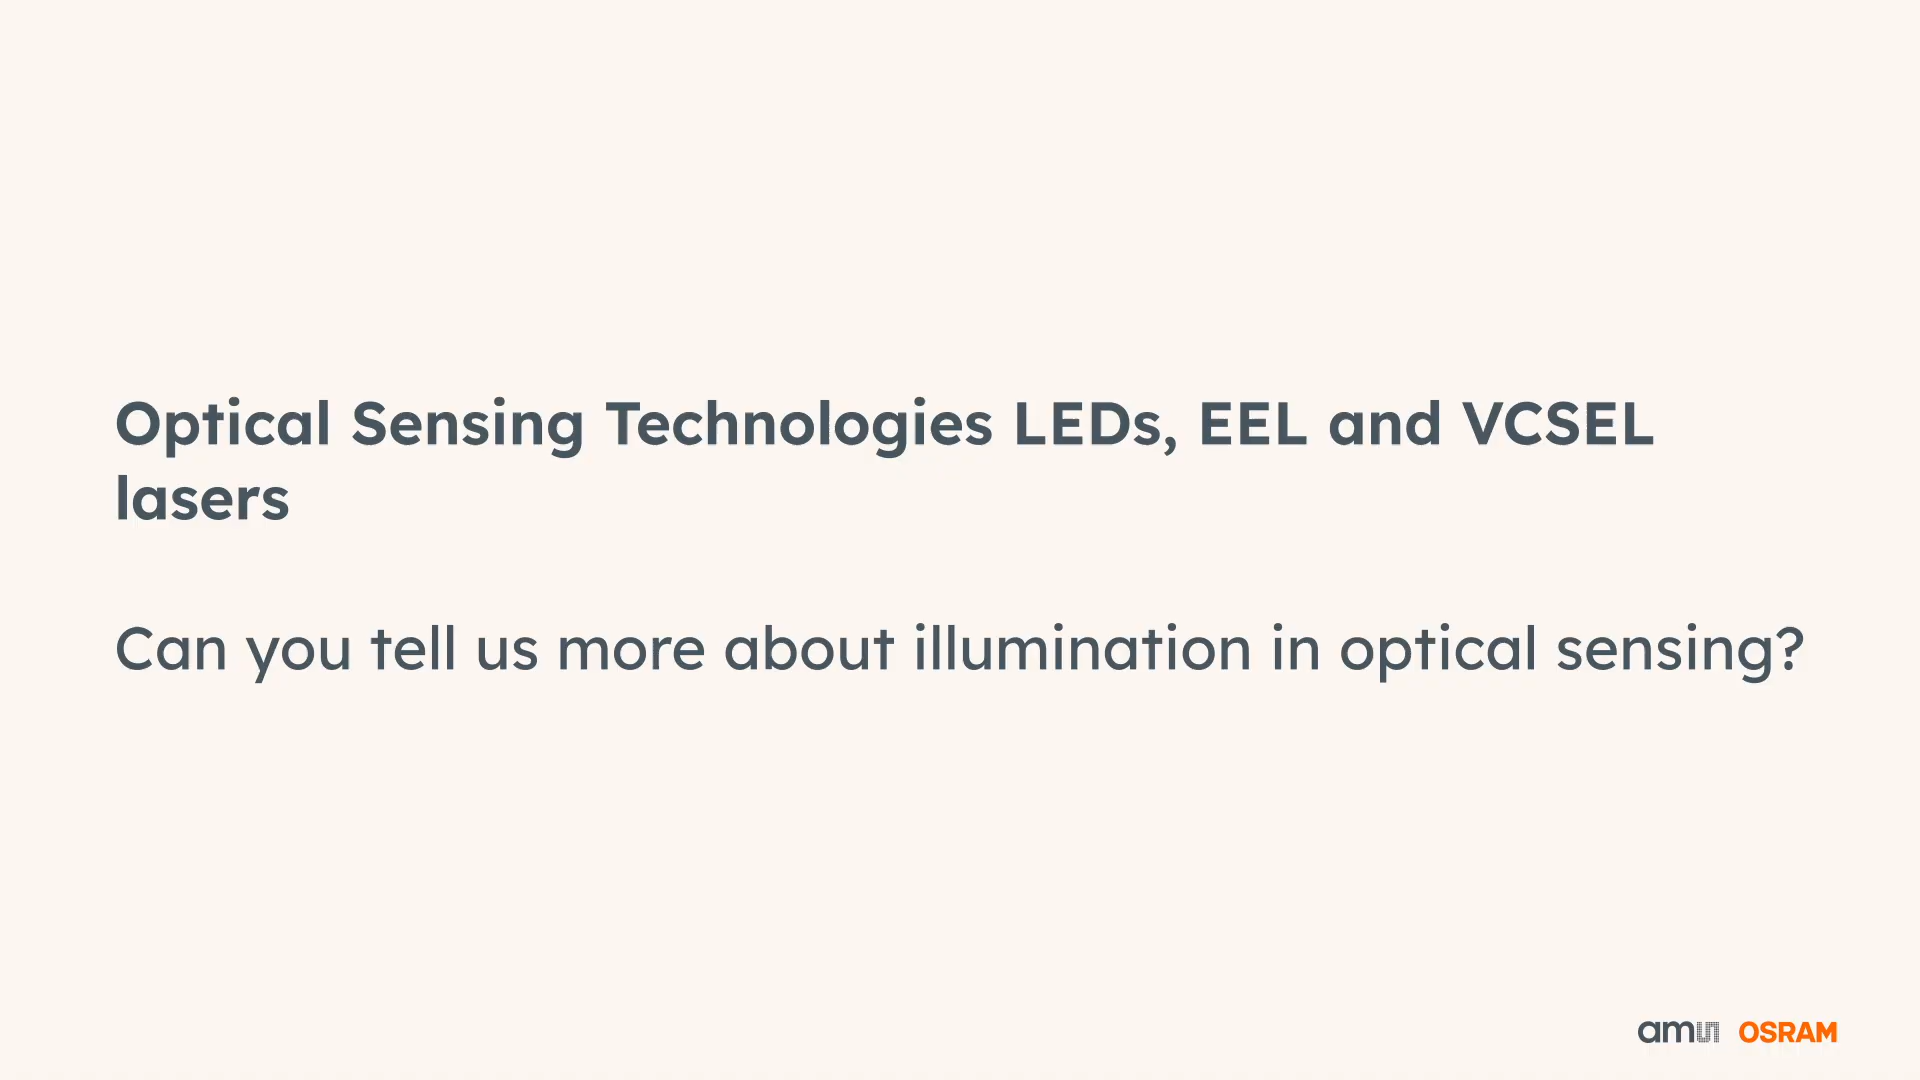 Optical Sensing Technologies LEDs, EEL and VCSEL
lasers
Can you tell us more about illumination in optical sensing?
amu OSRAM